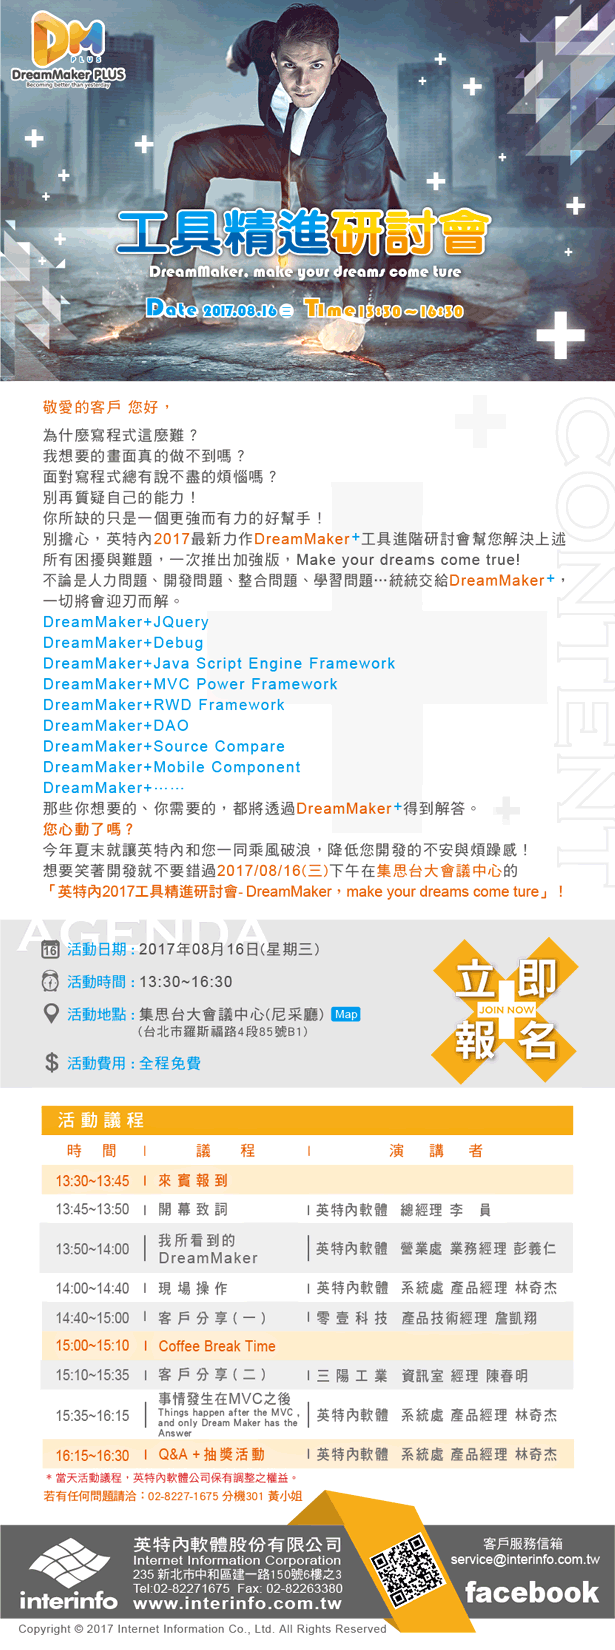 DM
PLUS
DreamMaker PLUS
Becoming better than yesterday
工具精進研討會
DreamMaker, make your dreams come ture
Date 2017.08.16 三 Time 13:30~16:30
敬愛的客戶 您好，
為什麼寫程式這麼難？
我想要的畫面真的做不到嗎？
面對寫程式總有說不盡的煩惱嗎？
別再質疑自己的能力！
你所缺的只是一個更強而有力的好幫手！
別擔心，英特內2017最新力作DreamMaker+工具進階研討會幫您解決上述
所有困擾與難題，一次推出加強版，Make your dreams come true!
不論是人力問題、開發問題、整合問題、學習問題…統統交給DreamMaker+，
一切將會迎刃而解。
DreamMaker+JQuery
DreamMaker+Debug
DreamMaker+Java Script Engine Framework
DreamMaker+MVC Power Framework
DreamMaker+RWD Framework
DreamMaker+DAO
DreamMaker+Source Compare
DreamMaker+Mobile Component
DreamMaker+……
那些你想要的、你需要的，都將透過DreamMaker+得到解答。
您心動了嗎？
今年夏末就讓英特內和您一同乘風破浪，降低您開發的不安與煩躁感！
想要笑著開發就不要錯過2017/08/16(三)下午在集思台大會議中心的
「英特內2017工具精進研討會- DreamMaker，make your dreams come ture」！
CONTENT
AGENDA
16 活動日期 : 2017年08月16日(星期三)
活動時間 : 13:30~16:30
活動地點 : 集思台大會議中心(尼采廳) Map
(台北市羅斯福路4段85號B1)
$ 活動費用 : 全程免費
立即
JOIN NOW
報名
活動議程
時 間 | 議 程 | 演 講 者
13:30~13:45 | 來賓報到
13:45~13:50 | 開幕致詞 | 英特內軟體 總經理 李 員
13:50~14:00 | 我所看到的 DreamMaker | 英特內軟體 營業處 業務經理 彭義仁
14:00~14:40 | 現場操作 | 英特內軟體 系統處 產品經理 林奇杰
14:40~15:00 | 客戶分享(一) | 零壹科技 產品技術經理 詹凱翔
15:00~15:10 | Coffee Break Time
15:10~15:35 | 客戶分享(二) | 三陽工業 資訊室 經理 陳春明
15:35~16:15 | 事情發生在MVC之後 Things happen after the MVC , and only Dream Maker has the Answer | 英特內軟體 系統處 產品經理 林奇杰
16:15~16:30 | Q&A + 抽獎活動 | 英特內軟體 系統處 產品經理 林奇杰
* 當天活動議程，英特內軟體公司保有調整之權益。
若有任何問題請洽：02-8227-1675 分機301 黃小姐
interinfo
英特內軟體股份有限公司
Internet Information Corporation
235 新北市中和區建一路150號6樓之3
Tel:02-82271675 Fax: 02-82263380
www.interinfo.com.tw
客戶服務信箱
service@interinfo.com.tw
facebook
Copyright © 2017 Internet Information Co., Ltd. All Rights Reserved